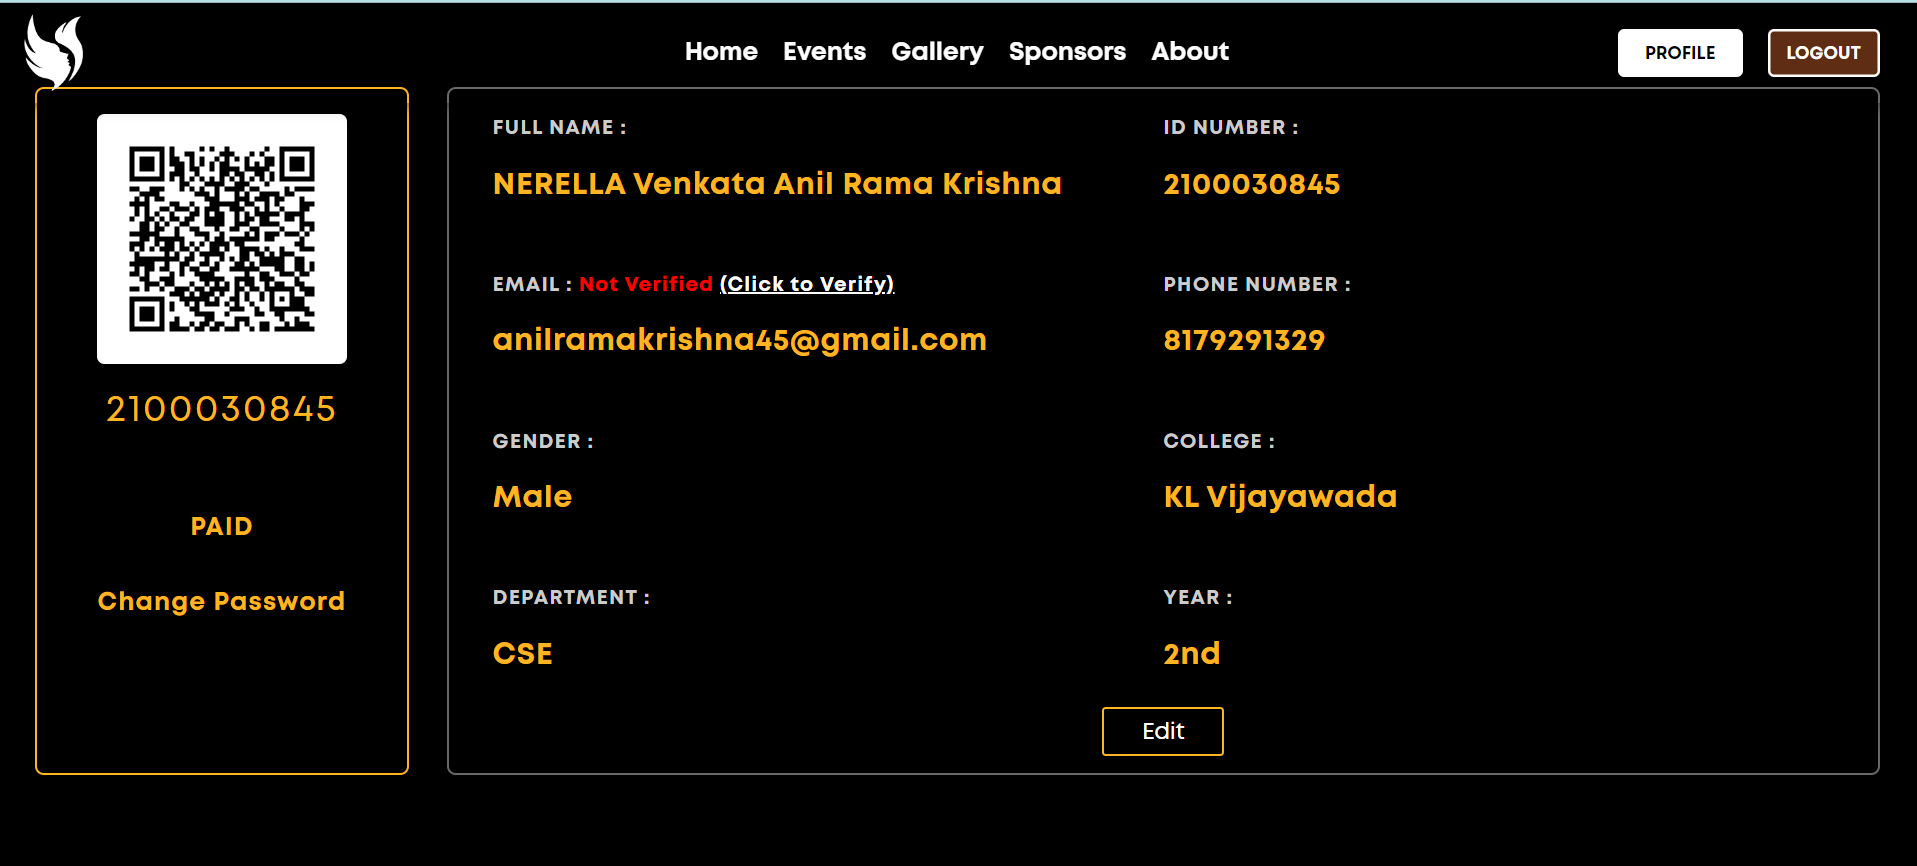 Home Events Gallery Sponsors About
PROFILE
LOGOUT
2100030845
PAID
Change Password
FULL NAME :
NERELLA Venkata Anil Rama Krishna
ID NUMBER :
2100030845
EMAIL : Not Verified (Click to Verify)
anilramakrishna45@gmail.com
PHONE NUMBER :
8179291329
GENDER :
Male
COLLEGE :
KL Vijayawada
DEPARTMENT :
CSE
YEAR :
2nd
Edit